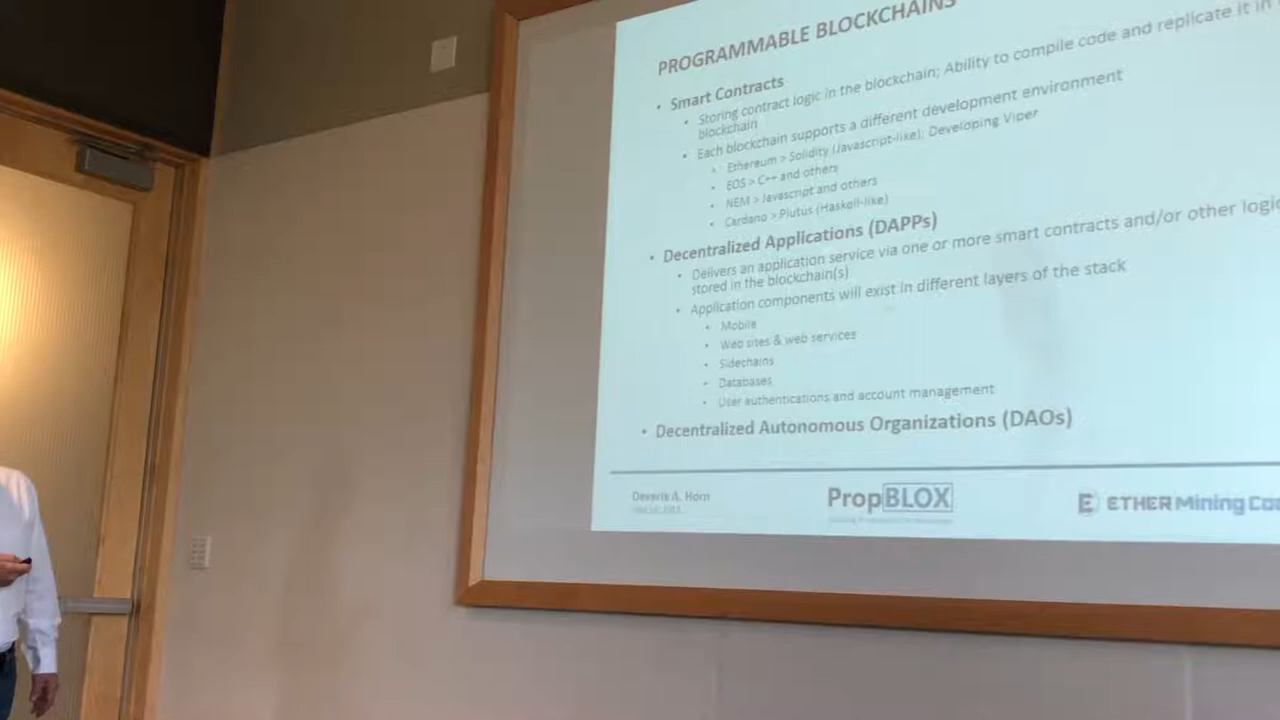 PROGRAMMABLE BLOCKCHAINS
• Smart Contracts
• Storing contract logic in the blockchain; Ability to compile code and replicate it in
blockchain
• Each blockchain supports a different development environment
• Ethereum > Solidity (Javascript-like); Developing Viper
• EOS > C++ and others
• NEM > Javascript and others
• Cardano > Plutus (Haskell-like)
• Decentralized Applications (DAPPs)
• Delivers an application service via one or more smart contracts and/or other logic
stored in the blockchain(s)
• Application components will exist in different layers of the stack
• Mobile
• Web sites & web services
• Sidechains
• Databases
• User authentications and account management
• Decentralized Autonomous Organizations (DAOs)
A. Horn
PropBLOX
E ETHER Mining